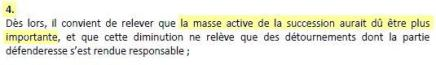 4.
Dès lors, il convient de relever que la masse active de la succession aurait dû être plus
importante, et que cette diminution ne relève que des détournements dont la partie
défenderesse s'est rendue responsable ;